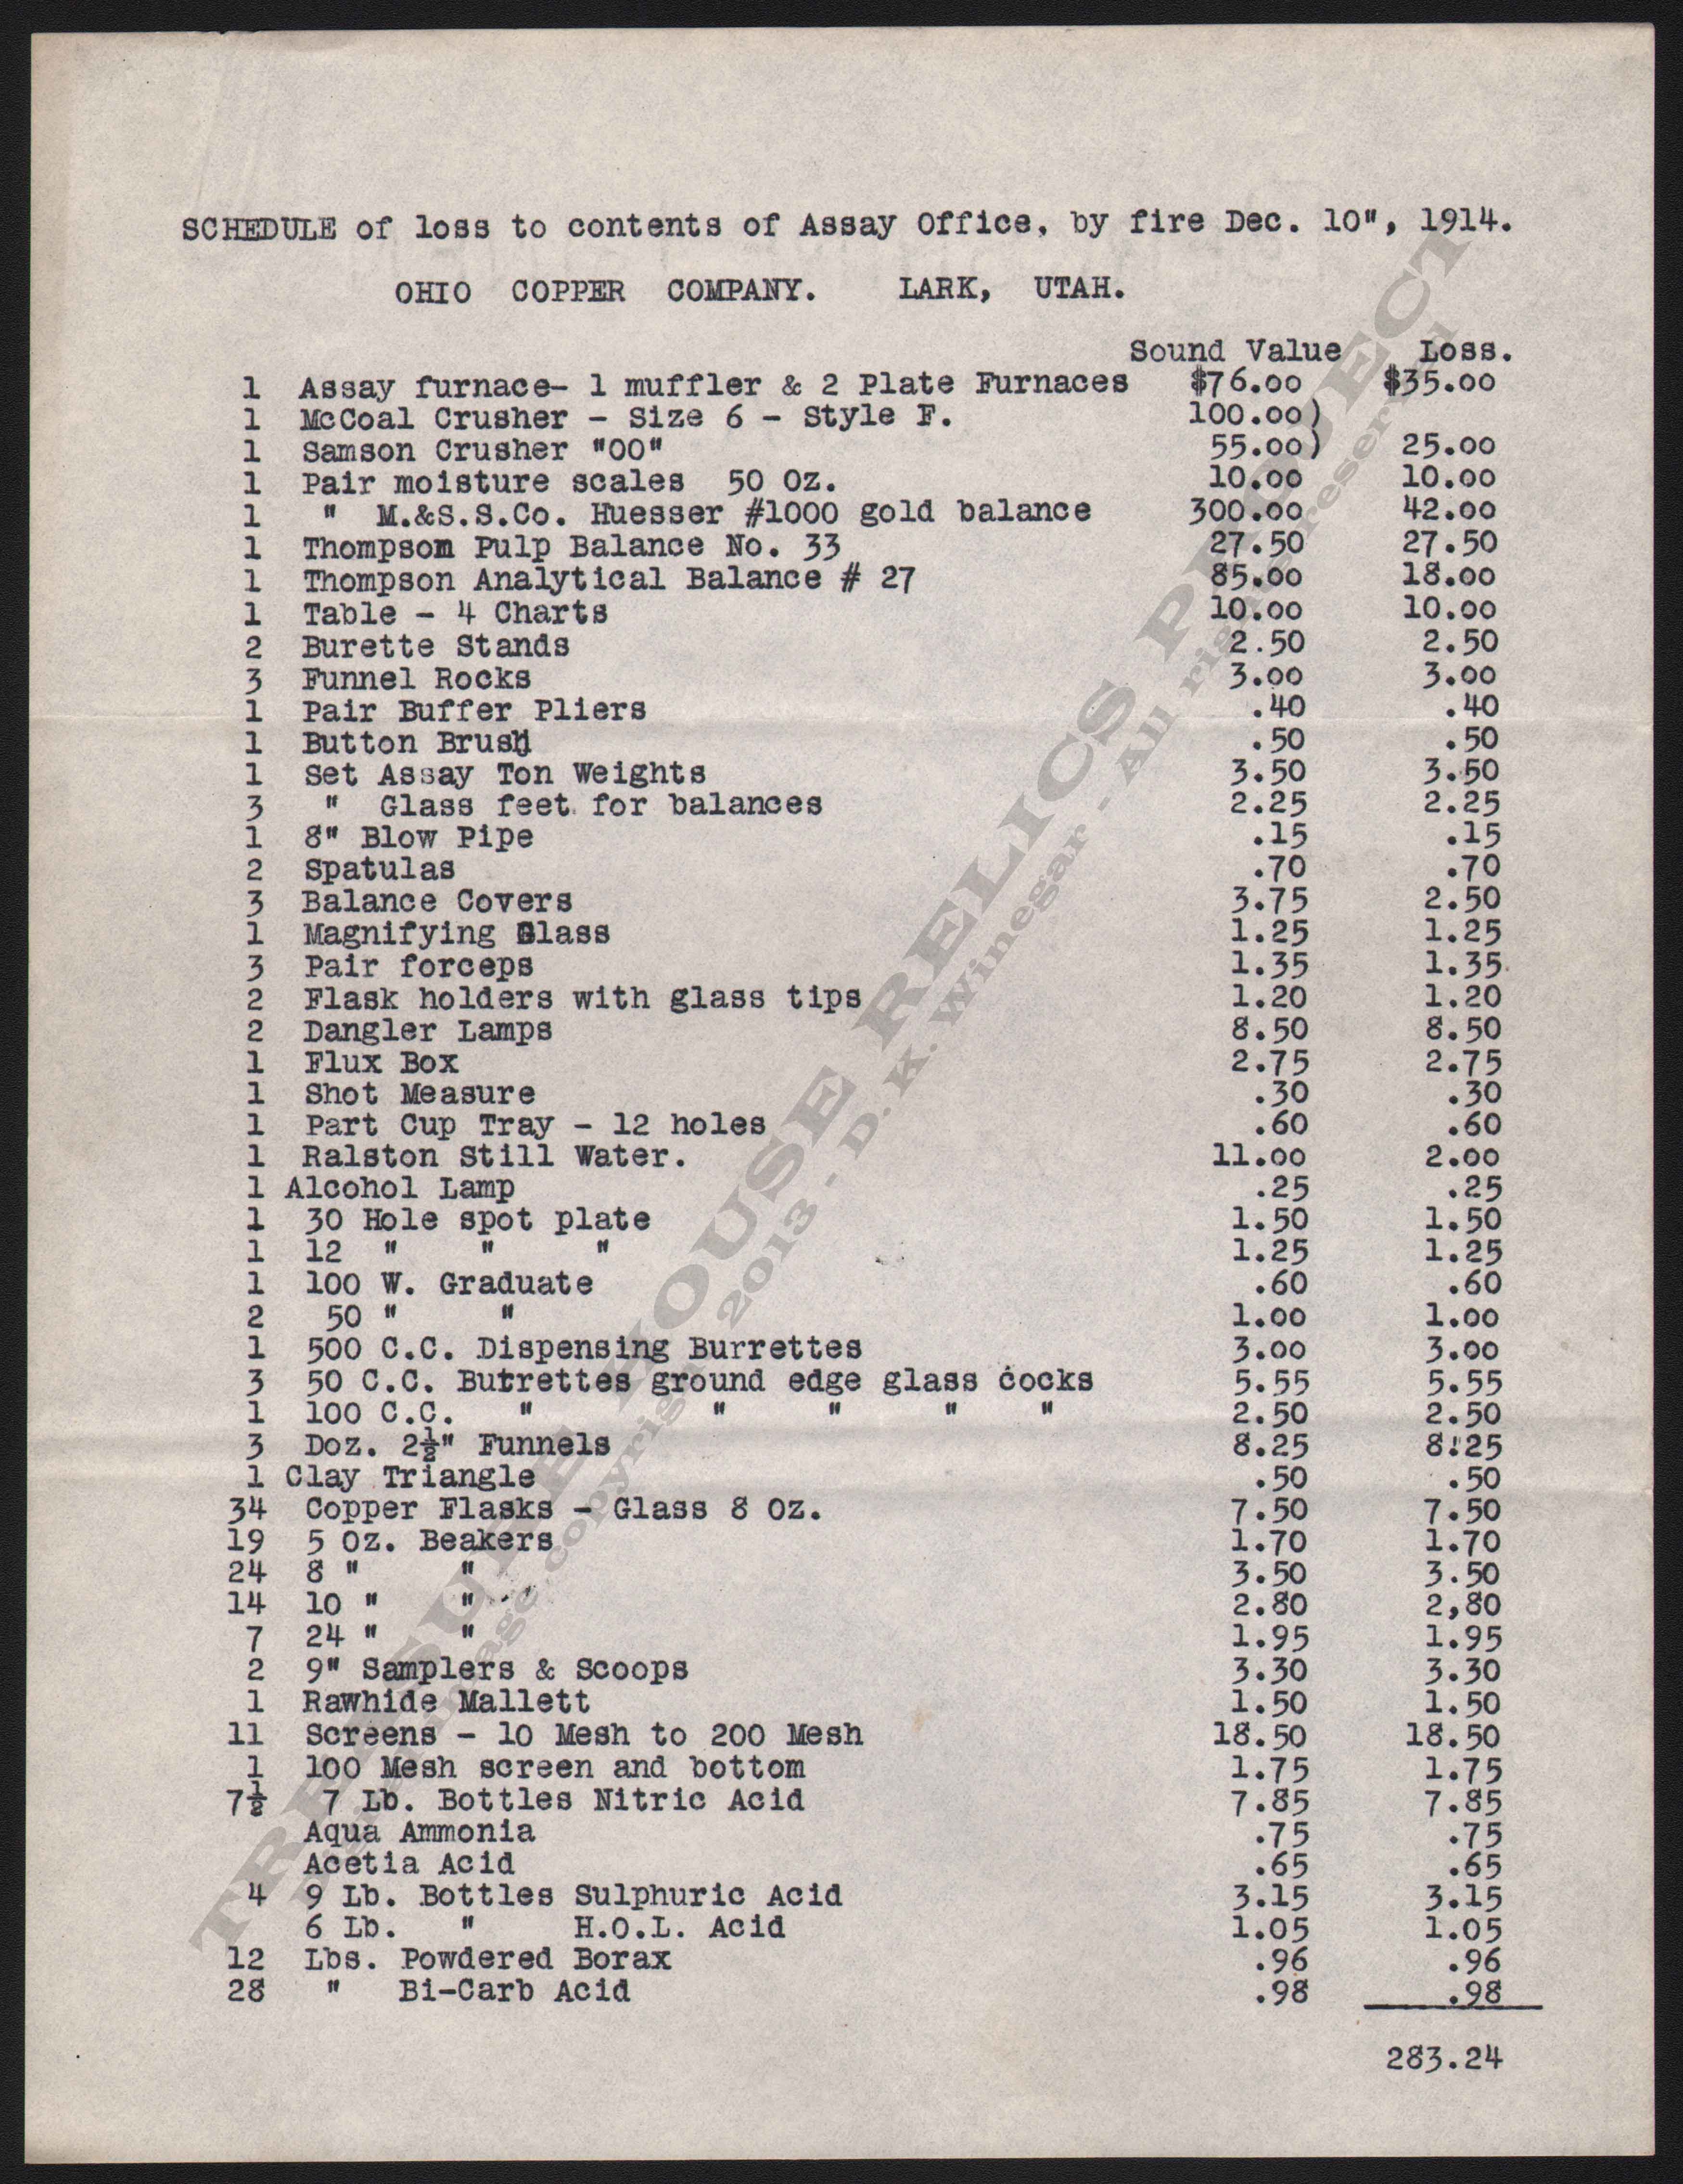 SCHEDULE of loss to contents of Assay Office, by fire Dec. 10", 1914.
OHIO COPPER COMPANY. LARK, UTAH.
Sound Value Loss.
1 Assay furnace- 1 muffler & 2 Plate Furnaces $76.00 $35.00
1 McCoal Crusher - Size 6 - Style F. 100.00)
1 Samson Crusher "00" 55.00) 25.00
1 Pair moisture scales 50 Oz. 10.00 10.00
1 " M.&S.S.Co. Huesser #1000 gold balance 300.00 42.00
1 Thompson Pulp Balance No. 33 27.50 27.50
1 Thompson Analytical Balance # 27 85.00 18.00
1 Table - 4 Charts 10.00 10.00
2 Burette Stands 2.50 2.50
3 Funnel Rocks 3.00 3.00
1 Pair Buffer Pliers .40 .40
1 Button Brush .50 .50
1 Set Assay Ton Weights 3.50 3.50
3 " Glass feet for balances 2.25 2.25
1 8" Blow Pipe .15 .15
2 Spatulas .70 .70
3 Balance Covers 3.75 2.50
1 Magnifying Glass 1.25 1.25
3 Pair forceps 1.35 1.35
2 Flask holders with glass tips 1.20 1.20
2 Dangler Lamps 8.50 8.50
1 Flux Box 2.75 2.75
1 Shot Measure .30 .30
1 Part Cup Tray - 12 holes .60 .60
1 Ralston Still Water. 11.00 2.00
1 Alcohol Lamp .25 .25
1 30 Hole spot plate 1.50 1.50
1 12 " " " 1.25 1.25
1 100 W. Graduate .60 .60
2 50 " " 1.00 1.00
1 500 C.C. Dispensing Burrettes 3.00 3.00
3 50 C.C. Burrettes ground edge glass cocks 5.55 5.55
1 100 C.C. " " " " " 2.50 2.50
3 Doz. 2½" Funnels 8.25 8.25
1 Clay Triangle .50 .50
34 Copper Flasks - Glass 8 Oz. 7.50 7.50
19 5 Oz. Beakers 1.70 1.70
24 8 " " 3.50 3.50
14 10 " " 2.80 2,80
7 24 " " 1.95 1.95
2 9" Samplers & Scoops 3.30 3.30
1 Rawhide Mallett 1.50 1.50
11 Screens - 10 Mesh to 200 Mesh 18.50 18.50
1 100 Mesh screen and bottom 1.75 1.75
7½ 7 Lb. Bottles Nitric Acid 7.85 7.85
Aqua Ammonia .75 .75
Acetia Acid .65 .65
4 9 Lb. Bottles Sulphuric Acid 3.15 3.15
6 Lb. " H.O.L. Acid 1.05 1.05
12 Lbs. Powdered Borax .96 .96
28 " Bi-Carb Acid .98 .98
283.24
TREASURE HOUSE RELICS PROJECT
Image copyright 2013 - D.K. Winegar - All rights reserved